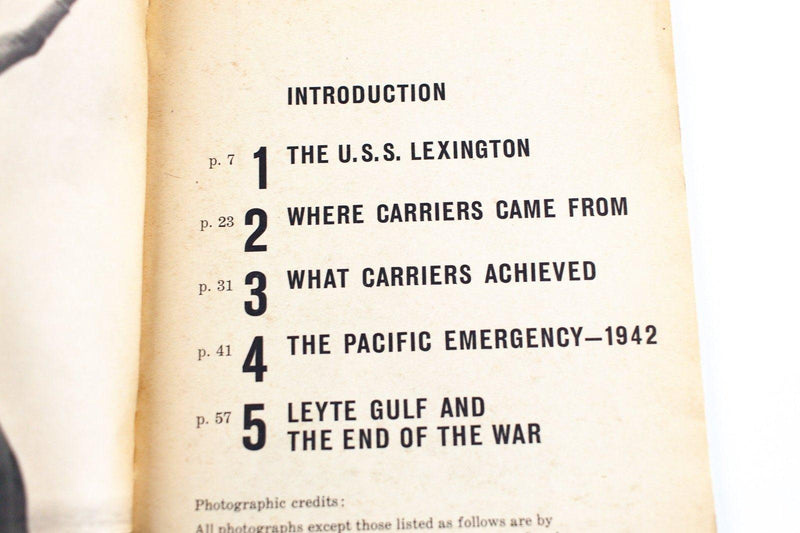 INTRODUCTION
p. 7 1 THE U.S.S. LEXINGTON
p. 23 2 WHERE CARRIERS CAME FROM
p. 31 3 WHAT CARRIERS ACHIEVED
p. 41 4 THE PACIFIC EMERGENCY—1942
p. 57 5 LEYTE GULF AND
THE END OF THE WAR
Photographic credits:
All photographs except those listed as follows are by